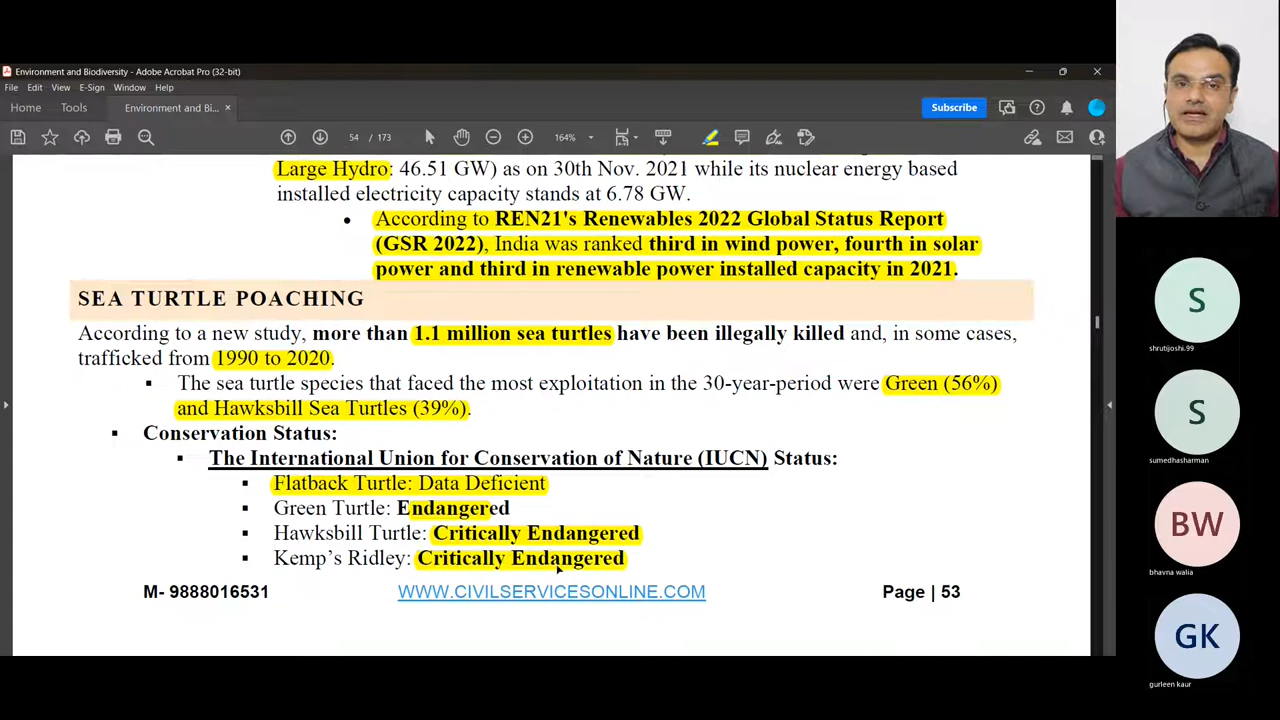 Environment and Biodiversity - Adobe Acrobat Pro (32-bit)
File Edit View E-Sign Window Help
Home Tools Environment and Bi... × Subscribe
54 / 173 164%
Large Hydro: 46.51 GW) as on 30th Nov. 2021 while its nuclear energy based
installed electricity capacity stands at 6.78 GW.
• According to REN21's Renewables 2022 Global Status Report
(GSR 2022), India was ranked third in wind power, fourth in solar
power and third in renewable power installed capacity in 2021.
SEA TURTLE POACHING
According to a new study, more than 1.1 million sea turtles have been illegally killed and, in some cases,
trafficked from 1990 to 2020.
▪ The sea turtle species that faced the most exploitation in the 30-year-period were Green (56%)
and Hawksbill Sea Turtles (39%).
▪ Conservation Status:
▪ The International Union for Conservation of Nature (IUCN) Status:
▪ Flatback Turtle: Data Deficient
▪ Green Turtle: Endangered
▪ Hawksbill Turtle: Critically Endangered
▪ Kemp's Ridley: Critically Endangered
M- 9888016531 WWW.CIVILSERVICESONLINE.COM Page | 53
S
shrutijoshi.99
S
sumedhasharman
BW
bhavna walia
GK
gurleen kaur